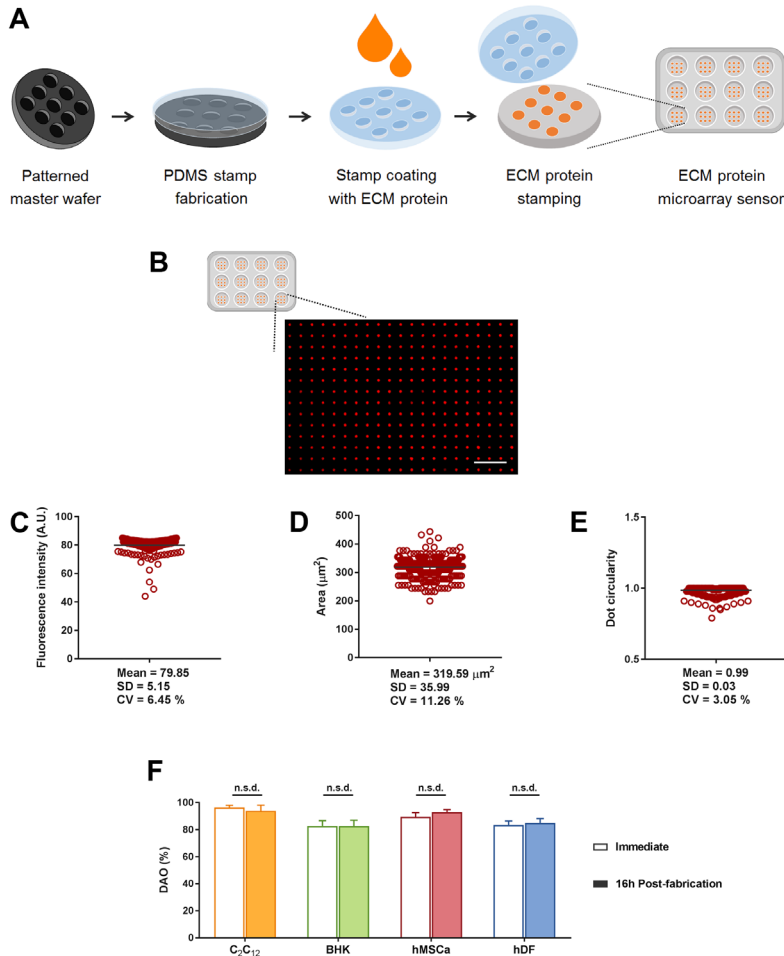 A
Patterned
master wafer
PDMS stamp
fabrication
Stamp coating
with ECM protein
ECM protein
stamping
ECM protein
microarray sensor
B
C
Fluorescence intensity (A.U.)
100
80
60
40
20
0
Mean = 79.85
SD = 5.15
CV = 6.45 %
D
Area (μm²)
500
400
300
200
100
0
Mean = 319.59 μm²
SD = 35.99
CV = 11.26 %
E
Dot circularity
1.5
1.0
0.5
Mean = 0.99
SD = 0.03
CV = 3.05 %
F
DAO (%)
100
80
60
40
20
0
n.s.d. n.s.d. n.s.d. n.s.d.
C₂C₁₂ BHK hMSCa hDF
Immediate
16h Post-fabrication